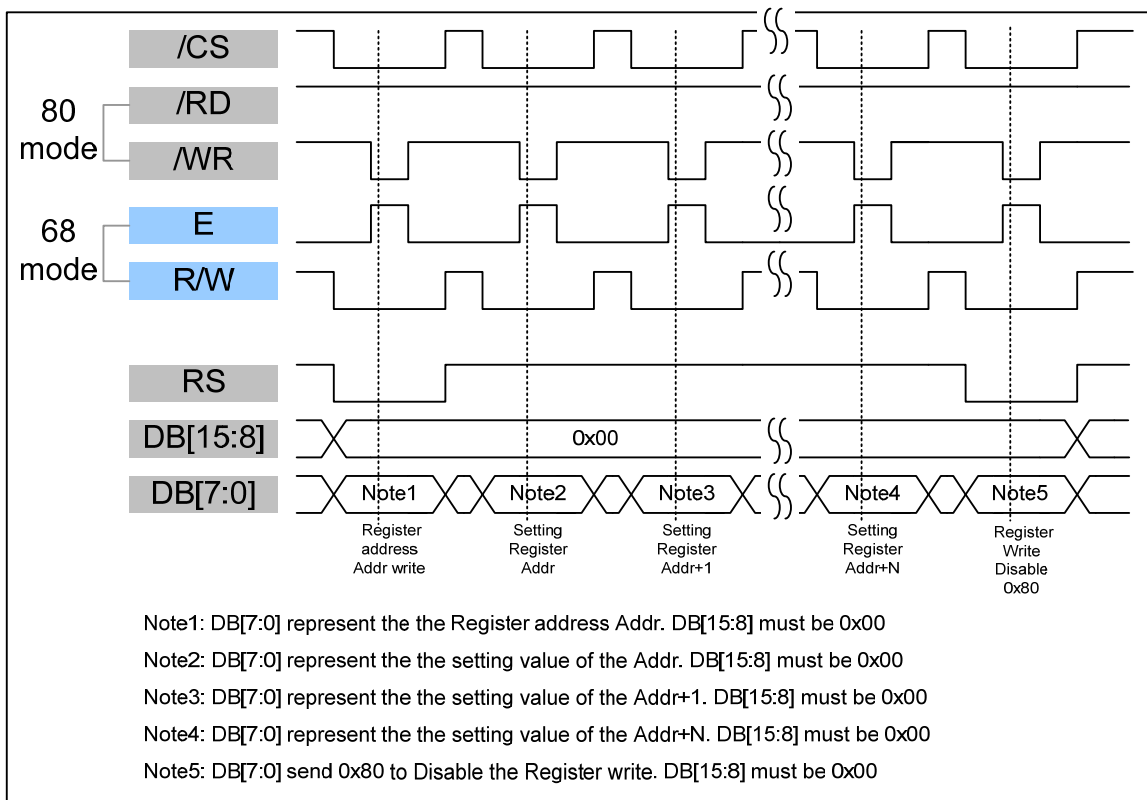 /CS
80 mode
/RD
/WR
68 mode
E
R/W
RS
DB[15:8]
0x00
DB[7:0]
Note1
Note2
Note3
Note4
Note5
Register address Addr write
Setting Register Addr
Setting Register Addr+1
Setting Register Addr+N
Register Write Disable 0x80
Note1: DB[7:0] represent the the Register address Addr. DB[15:8] must be 0x00
Note2: DB[7:0] represent the the setting value of the Addr. DB[15:8] must be 0x00
Note3: DB[7:0] represent the the setting value of the Addr+1. DB[15:8] must be 0x00
Note4: DB[7:0] represent the the setting value of the Addr+N. DB[15:8] must be 0x00
Note5: DB[7:0] send 0x80 to Disable the Register write. DB[15:8] must be 0x00